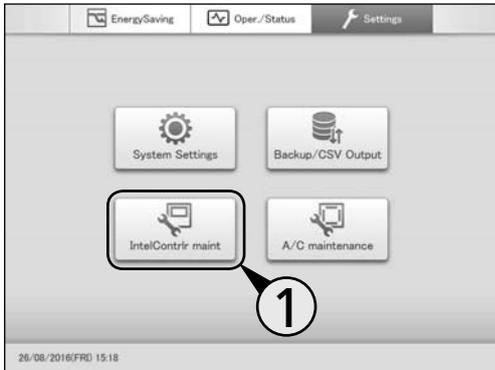 EnergySaving Oper./Status Settings
System Settings Backup/CSV Output
IntelContrlr maint A/C maintenance
1
26/08/2016(FRI) 15:18